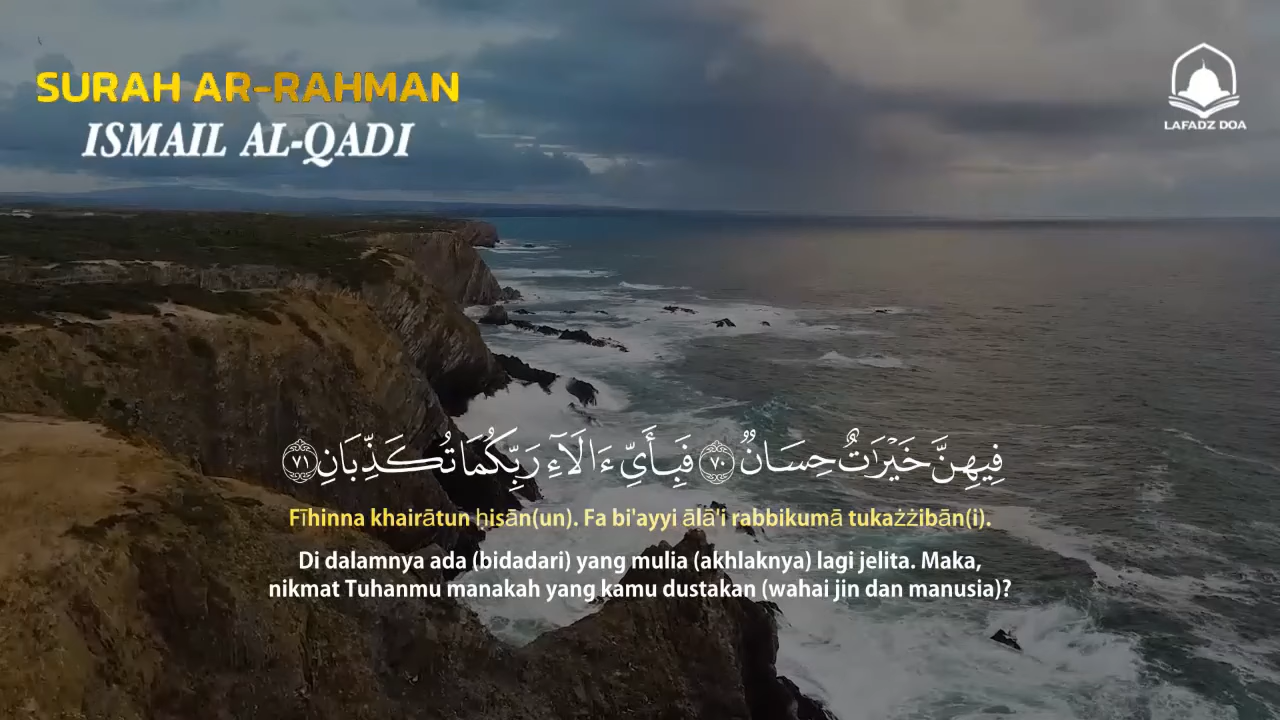 SURAH AR-RAHMAN
ISMAIL AL-QADI
LAFADZ DOA
فِيهِنَّ خَيْرَٰتٌ حِسَانٌ ۝٧٠ فَبِأَىِّ ءَالَآءِ رَبِّكُمَا تُكَذِّبَانِ ۝٧١
Fīhinna khairātun ḥisān(un). Fa bi'ayyi ālā'i rabbikumā tukażżibān(i).
Di dalamnya ada (bidadari) yang mulia (akhlaknya) lagi jelita. Maka,
nikmat Tuhanmu manakah yang kamu dustakan (wahai jin dan manusia)?